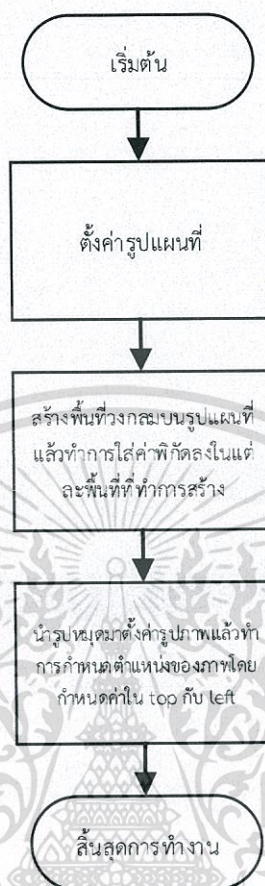 เริ่มต้น
ตั้งค่ารูปแผนที่
สร้างพื้นที่วงกลมบนรูปแผนที่
แล้วทำการใส่ค่าพิกัดลงในแต่
ละพื้นที่ที่ทำการสร้าง
นำรูปหมุดมาตั้งค่ารูปภาพแล้วทำ
การกำหนดตำแหน่งของภาพโดย
กำหนดค่าใน top กับ left
สิ้นสุดการทำงาน